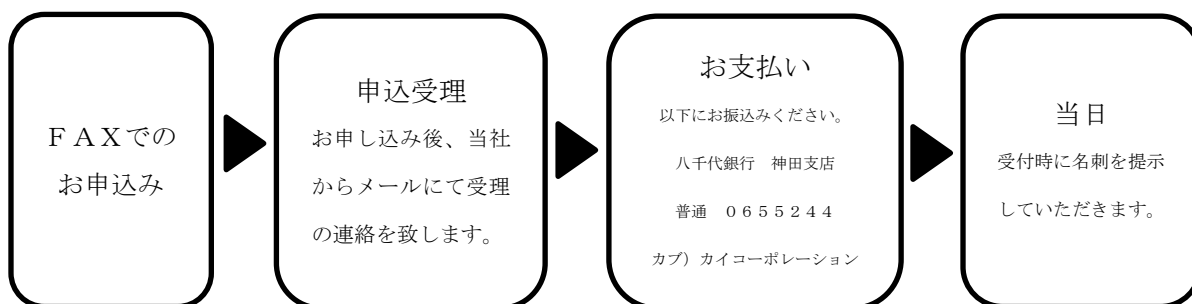 ＦＡＸでの
お申込み
申込受理
お申し込み後、当社
からメールにて受理
の連絡を致します。
お支払い
以下にお振込みください。
八千代銀行　神田支店
普通　０６５５２４４
カブ）カイコーポレーション
当日
受付時に名刺を提示
していただきます。